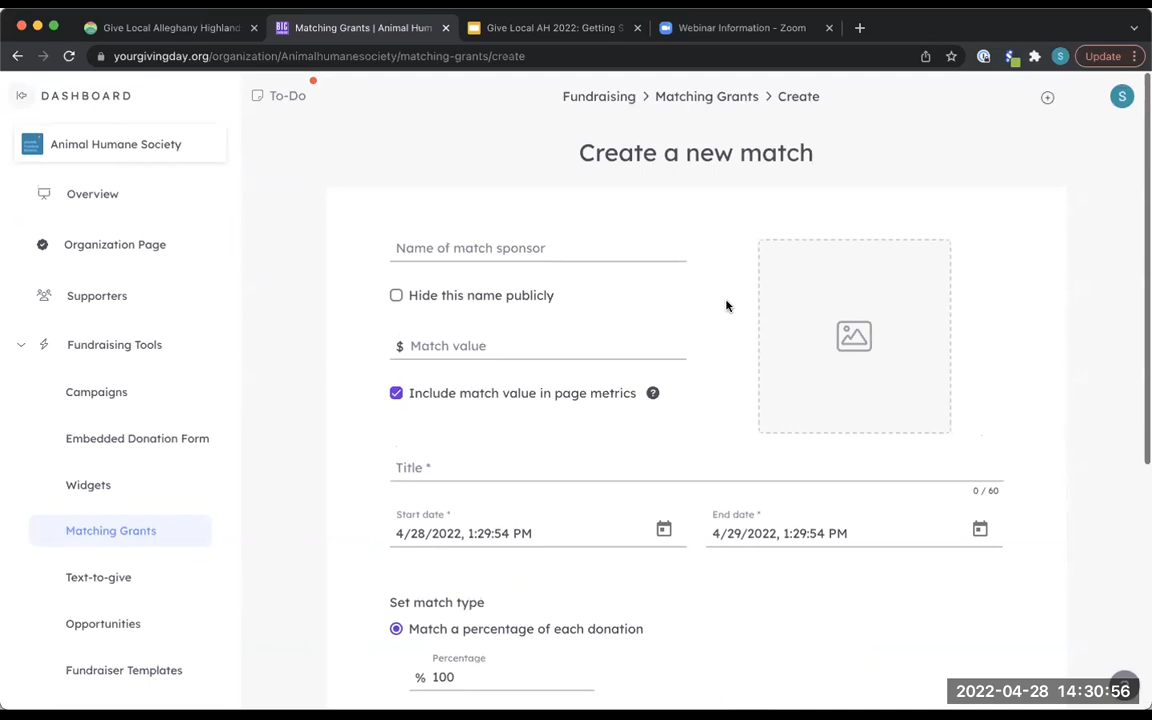 Give Local Alleghany Highland
Matching Grants | Animal Hum
Give Local AH 2022: Getting S
Webinar Information - Zoom
yourgivingday.org/organization/Animalhumanesociety/matching-grants/create
S
Update
DASHBOARD
To-Do
Fundraising > Matching Grants > Create
S
Animal Humane Society
Create a new match
Overview
Organization Page
Supporters
Fundraising Tools
Campaigns
Embedded Donation Form
Widgets
Matching Grants
Text-to-give
Opportunities
Fundraiser Templates
Name of match sponsor
Hide this name publicly
$ Match value
Include match value in page metrics ?
Title *
0 / 60
Start date *
4/28/2022, 1:29:54 PM
End date *
4/29/2022, 1:29:54 PM
Set match type
Match a percentage of each donation
Percentage
% 100
2022-04-28 14:30:56